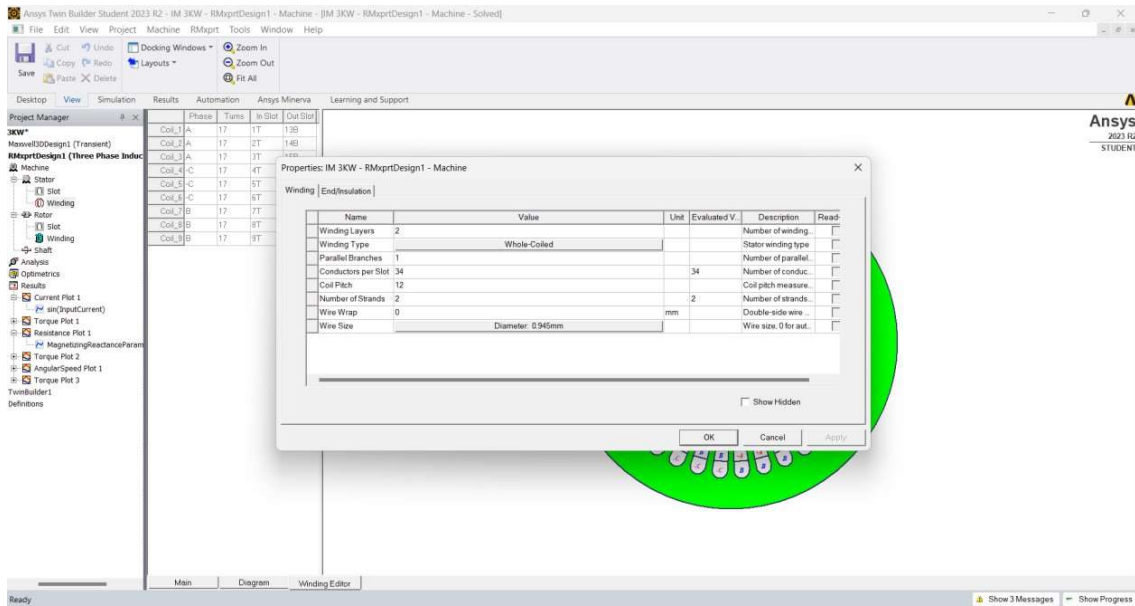 Ansys Twin Builder Student 2023 R2 - IM 3KW - RMxprtDesign1 - Machine - [IM 3KW - RMxprtDesign1 - Machine - Solved]
File Edit View Project Machine RMxprt Tools Window Help
Save
Cut Undo Docking Windows Zoom In
Copy Redo Layouts Zoom Out
Paste Delete Fit All
Desktop View Simulation Results Automation Ansys Minerva Learning and Support
Ansys
2023 R2
STUDENT
Project Manager
3KW*
Maxwell3DDesign1 (Transient)
RMxprtDesign1 (Three Phase Induc
Machine
Stator
Slot
Winding
Rotor
Slot
Winding
Shaft
Analysis
Optimetrics
Results
Current Plot 1
sin(InputCurrent)
Torque Plot 1
Resistance Plot 1
MagnetizingReactanceParam
Torque Plot 2
AngularSpeed Plot 1
Torque Plot 3
TwinBuilder1
Definitions
Phase Turns In Slot Out Slot
Coil_1 A 17 1T 13B
Coil_2 A 17 2T 14B
Coil_3 A 17 3T 15B
Coil_4 -C 17 4T
Coil_5 -C 17 5T
Coil_6 -C 17 6T
Coil_7 B 17 7T
Coil_8 B 17 8T
Coil_9 B 17 9T
Properties: IM 3KW - RMxprtDesign1 - Machine
Winding End/Insulation
Name Value Unit Evaluated V... Description Read-
Winding Layers 2 Number of winding...
Winding Type Whole-Coiled Stator winding type
Parallel Branches 1 Number of parallel...
Conductors per Slot 34 34 Number of conduc...
Coil Pitch 12 Coil pitch measure...
Number of Strands 2 2 Number of strands...
Wire Wrap 0 mm Double-side wire ...
Wire Size Diameter: 0.945mm Wire size, 0 for aut...
Show Hidden
OK Cancel Apply
Main Diagram Winding Editor
Ready
Show 3 Messages Show Progress